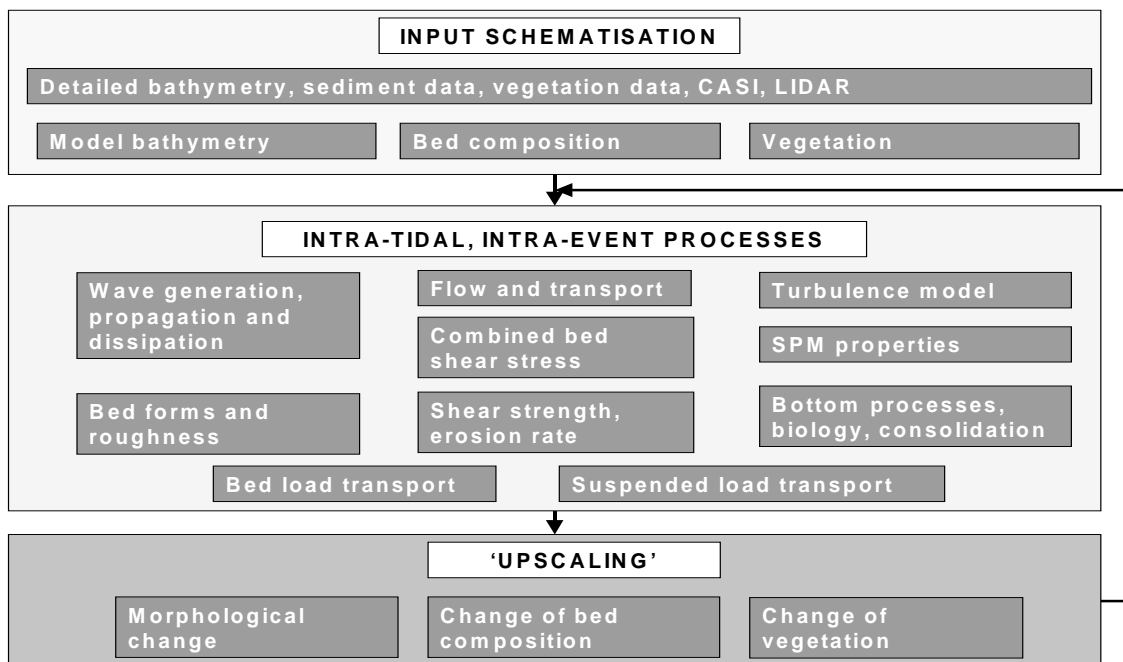 INPUT SCHEMATISATION
Detailed bathymetry, sediment data, vegetation data, CASI, LIDAR
Model bathymetry
Bed composition
Vegetation
INTRA-TIDAL, INTRA-EVENT PROCESSES
Wave generation,
propagation and
dissipation
Flow and transport
Turbulence model
Combined bed
shear stress
SPM properties
Bed forms and
roughness
Shear strength,
erosion rate
Bottom processes,
biology, consolidation
Bed load transport
Suspended load transport
‘UPSCALING’
Morphological
change
Change of bed
composition
Change of
vegetation